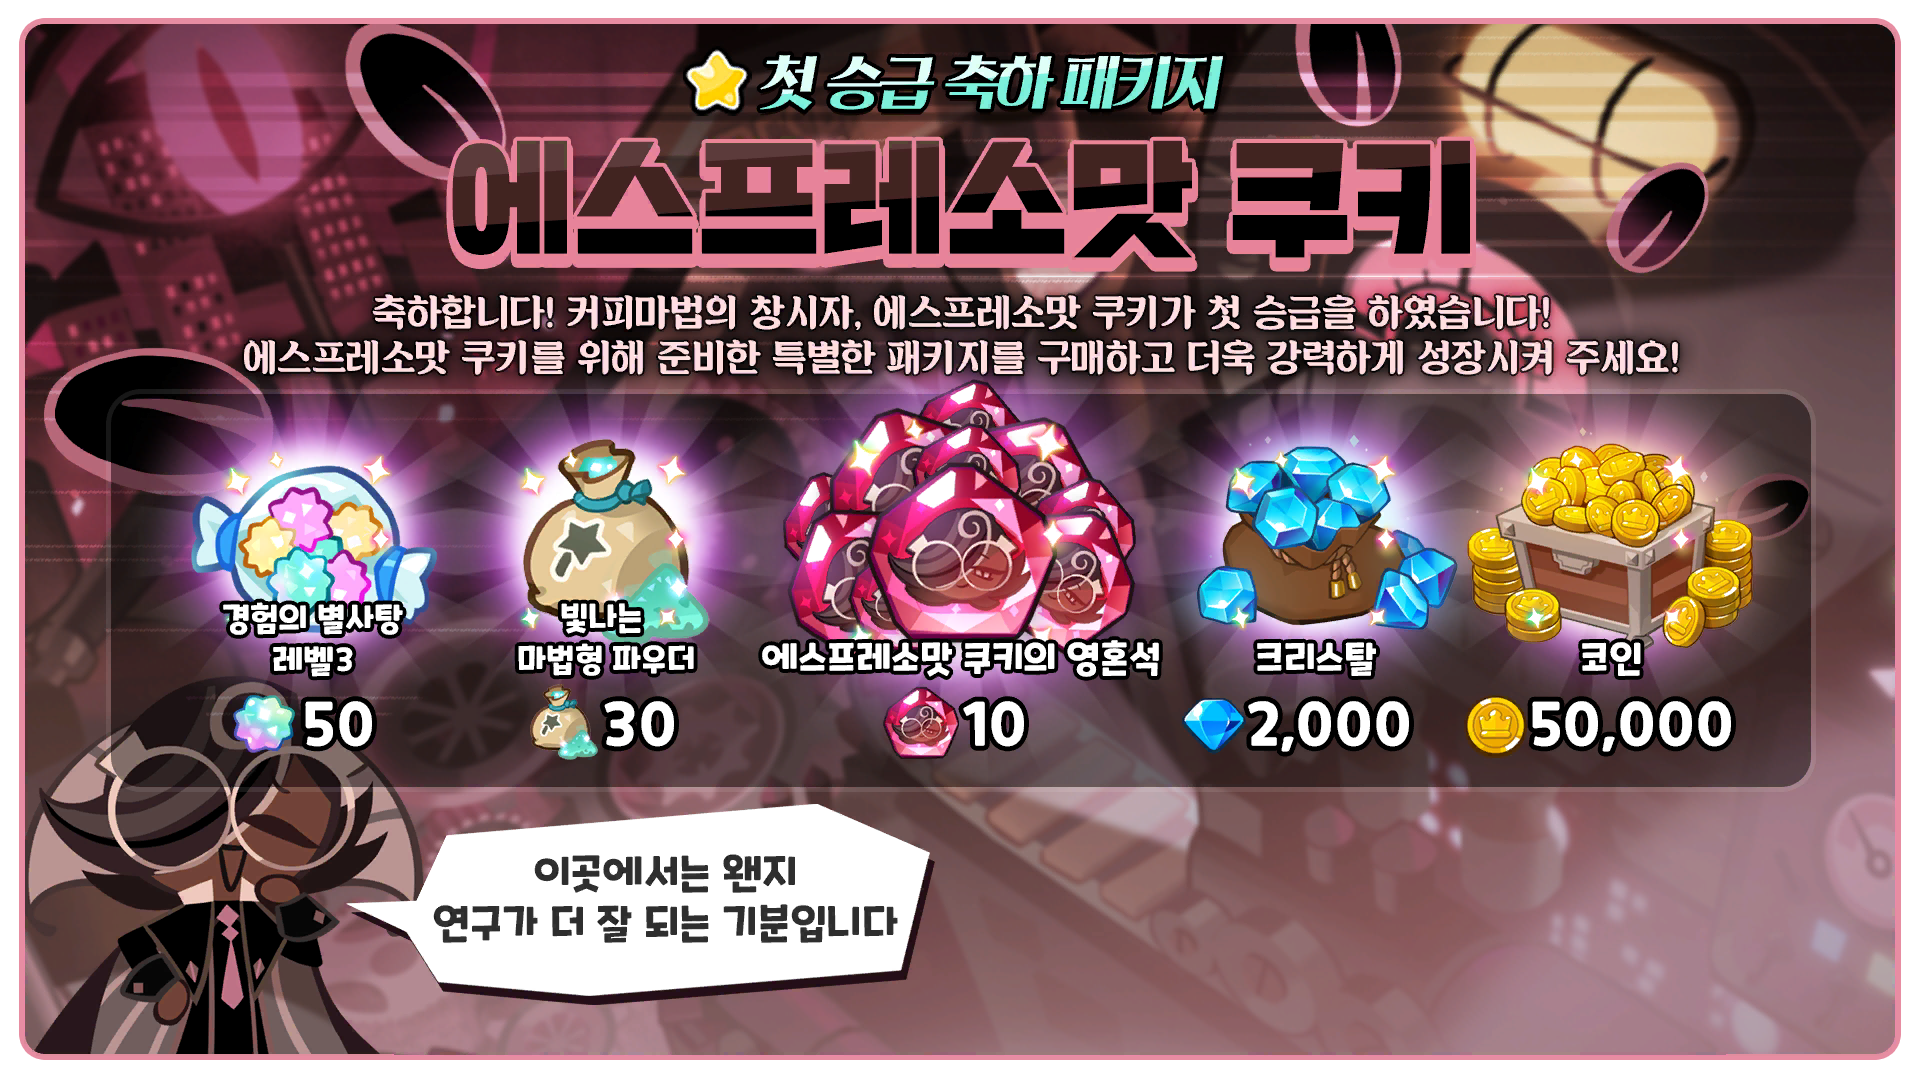 첫 승급 축하 패키지
에스프레소맛 쿠키
축하합니다! 커피마법의 창시자, 에스프레소맛 쿠키가 첫 승급을 하였습니다!
에스프레소맛 쿠키를 위해 준비한 특별한 패키지를 구매하고 더욱 강력하게 성장시켜 주세요!
경험의 별사탕
레벨3
50
빛나는
마법형 파우더
30
에스프레소맛 쿠키의 영혼석
10
크리스탈
2,000
코인
50,000
이곳에서는 왠지
연구가 더 잘 되는 기분입니다